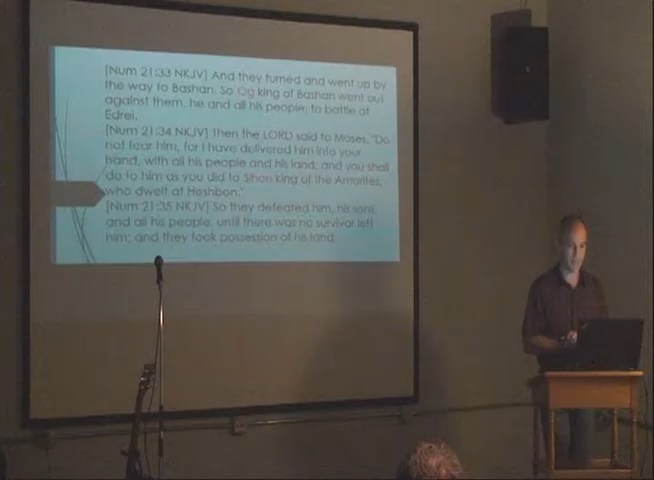 [Num 21:33 NKJV] And they turned and went up by
the way to Bashan. So Og king of Bashan went out
against them, he and all his people, to battle at
Edrei.
[Num 21:34 NKJV] Then the LORD said to Moses, "Do
not fear him, for I have delivered him into your
hand, with all his people and his land; and you shall
do to him as you did to Sihon king of the Amorites,
who dwelt at Heshbon."
[Num 21:35 NKJV] So they defeated him, his sons,
and all his people, until there was no survivor left
him; and they took possession of his land.